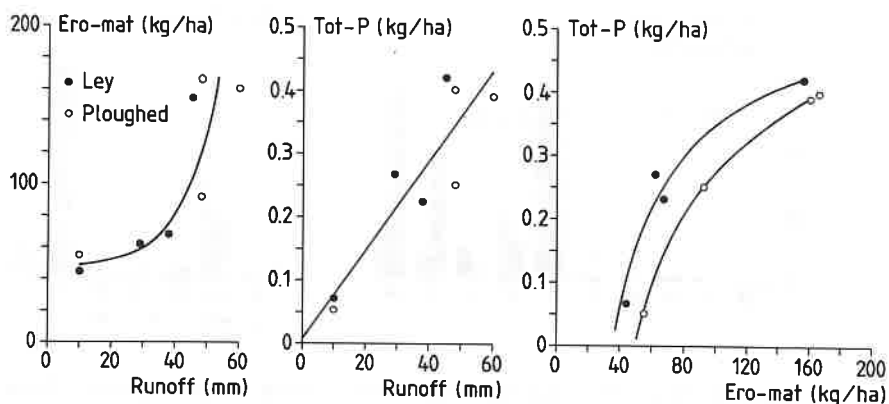 Ero-mat (kg/ha)
200
Ley
Ploughed
100
0
0 20 40 60
Runoff (mm)
Tot-P (kg/ha)
0.5
0.4
0.3
0.2
0.1
0
0 20 40 60
Runoff (mm)
Tot-P (kg/ha)
0.5
0.4
0.3
0.2
0.1
0
0 40 80 120 160 200
Ero-mat (kg/ha)